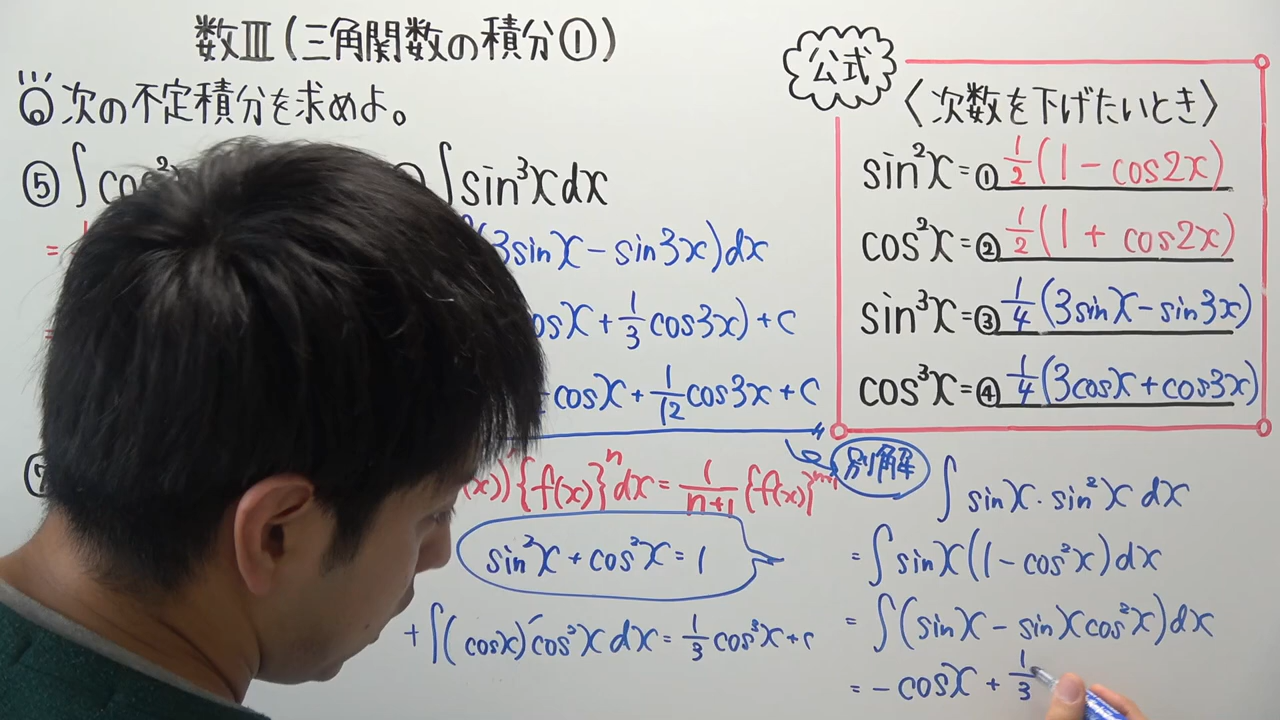 数Ⅲ(三角関数の積分①)
Q 次の不定積分を求めよ。
⑤ ∫cos²
∫sin³x dx
=
3sinx - sin3x)dx
=
osx + 1/3 cos3x) + C
cosx + 1/12 cos3x + C
(x)) {f(x)}ⁿ dx = 1/(n+1) {f(x)}ⁿ⁺¹
sin²x + cos²x = 1
+ ∫(cosx)' cos²x dx = 1/3 cos³x + C
公式
〈次数を下げたいとき〉
sin²x = ① 1/2 (1 - cos2x)
cos²x = ② 1/2 (1 + cos2x)
sin³x = ③ 1/4 (3sinx - sin3x)
cos³x = ④ 1/4 (3cosx + cos3x)
別解 ∫ sinx・sin²x dx
= ∫ sinx (1 - cos²x) dx
= ∫ (sinx - sinx cos²x) dx
= - cosx + 1/3